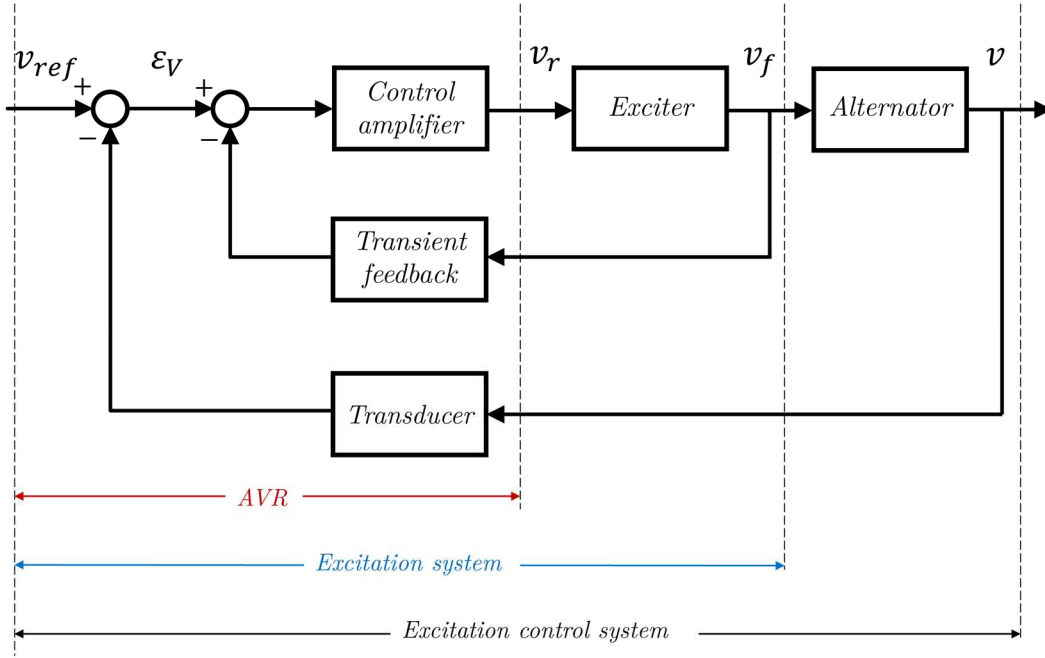 v_ref
ε_V
v_r
v_f
v
+
−
+
−
Control
amplifier
Exciter
Alternator
Transient
feedback
Transducer
AVR
Excitation system
Excitation control system